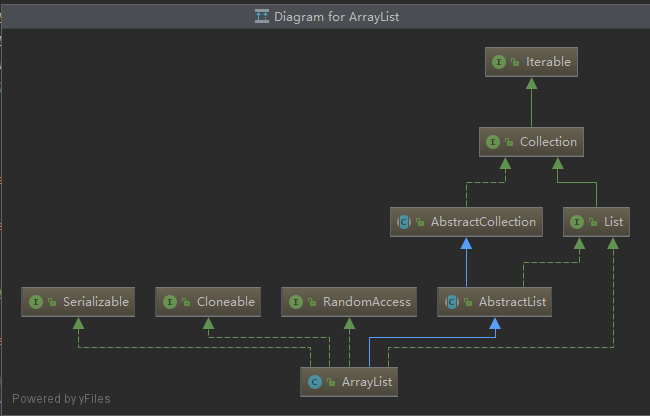 Diagram for ArrayList
I Iterable
I Collection
C AbstractCollection
I List
I Serializable
I Cloneable
I RandomAccess
C AbstractList
C ArrayList
Powered by yFiles